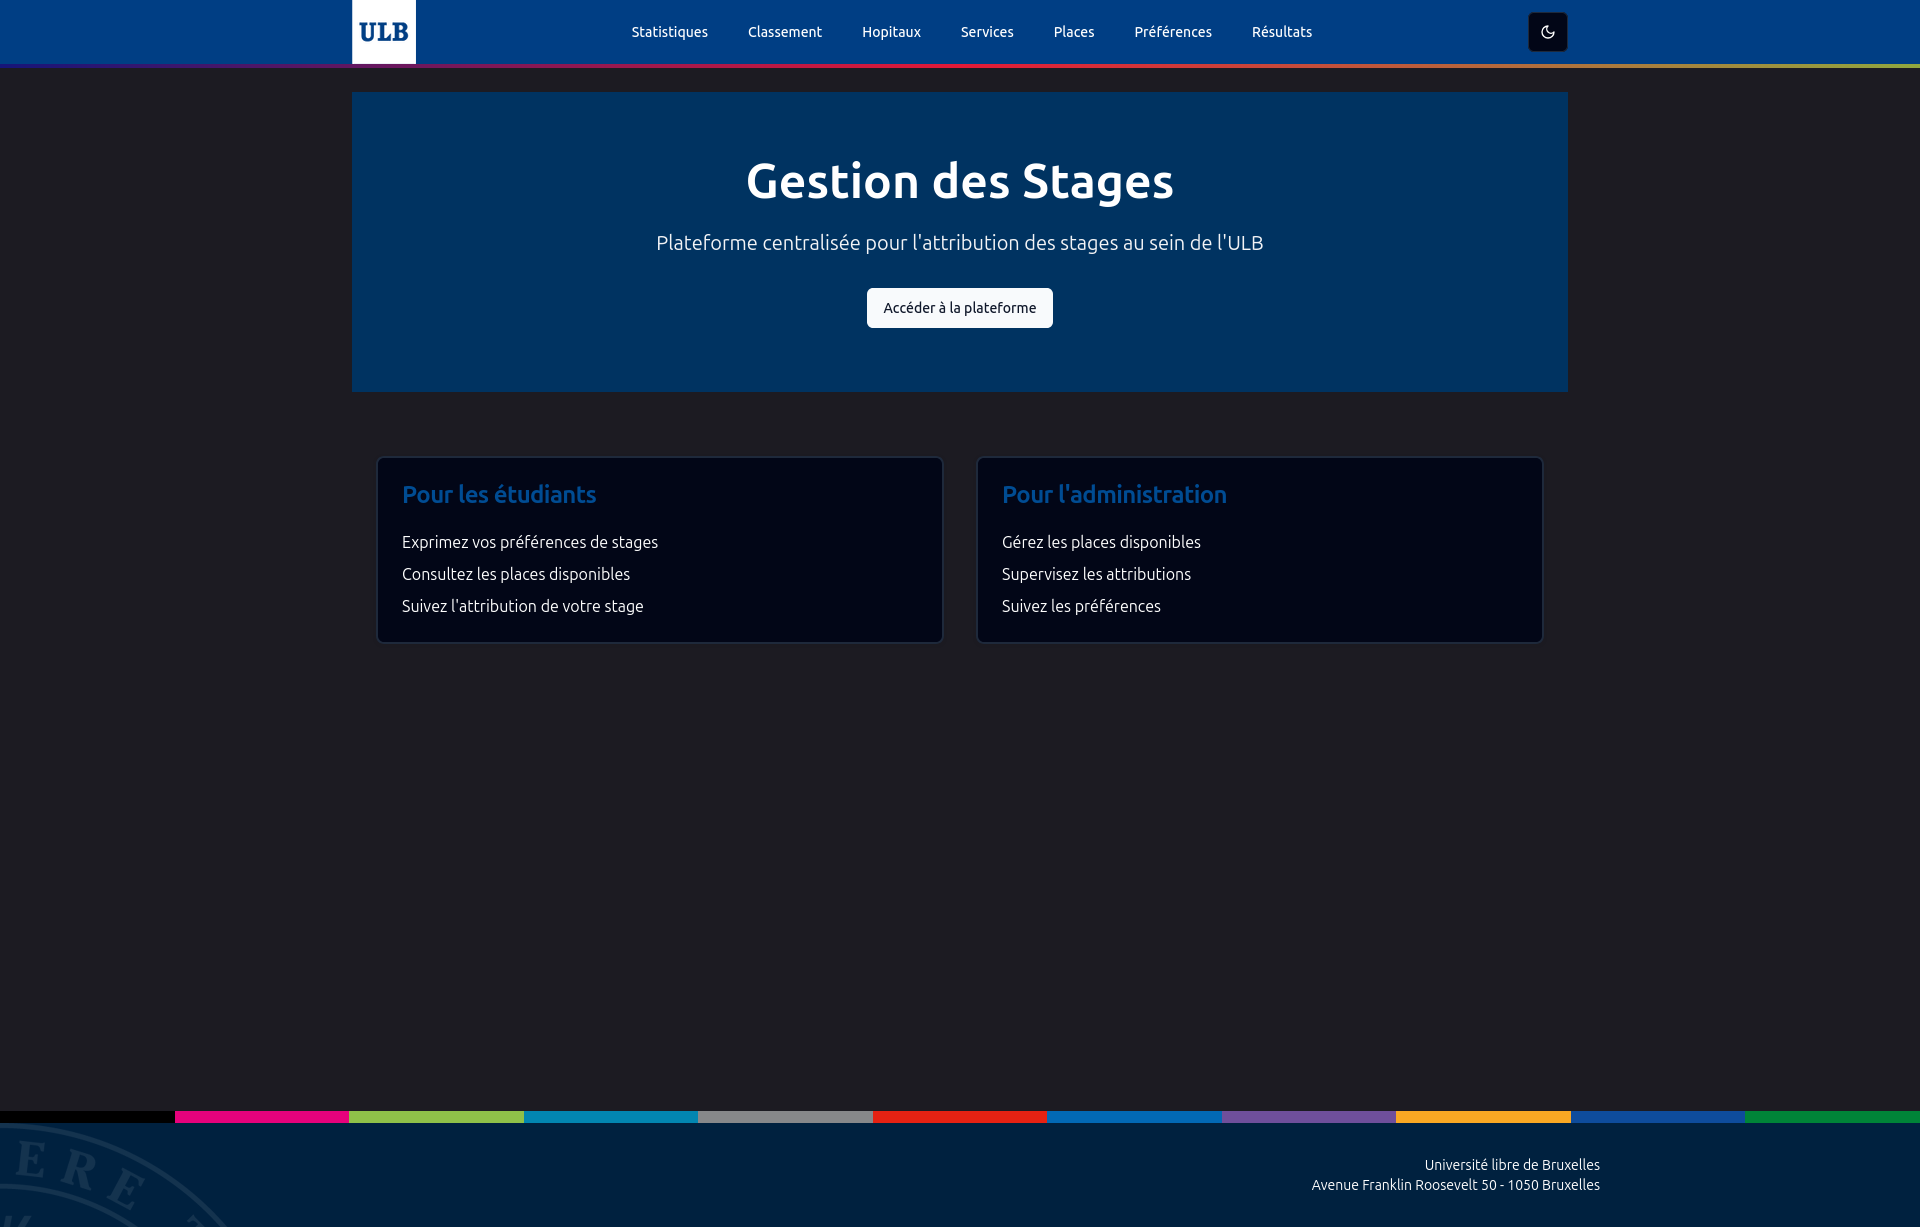 ULB
Statistiques
Classement
Hopitaux
Services
Places
Préférences
Résultats
Gestion des Stages
Plateforme centralisée pour l'attribution des stages au sein de l'ULB
Accéder à la plateforme
Pour les étudiants
Exprimez vos préférences de stages
Consultez les places disponibles
Suivez l'attribution de votre stage
Pour l'administration
Gérez les places disponibles
Supervisez les attributions
Suivez les préférences
ERE
Université libre de Bruxelles
Avenue Franklin Roosevelt 50 - 1050 Bruxelles